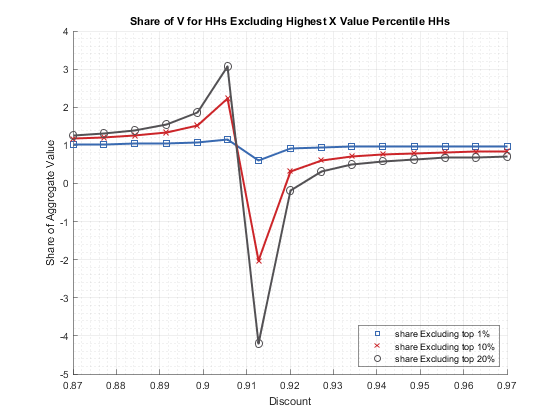 Share of V for HHs Excluding Highest X Value Percentile HHs
4
3
2
1
0
-1
-2
-3
-4
-5
Share of Aggregate Value
share Excluding top 1%
share Excluding top 10%
share Excluding top 20%
0.87 0.88 0.89 0.9 0.91 0.92 0.93 0.94 0.95 0.96 0.97
Discount